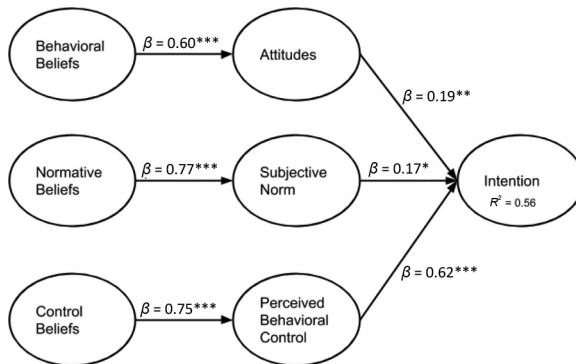 Behavioral
Beliefs
β = 0.60***
Attitudes
β = 0.19**
Normative
Beliefs
β = 0.77***
Subjective
Norm
β = 0.17*
Intention
R² = 0.56
Control
Beliefs
β = 0.75***
Perceived
Behavioral
Control
β = 0.62***